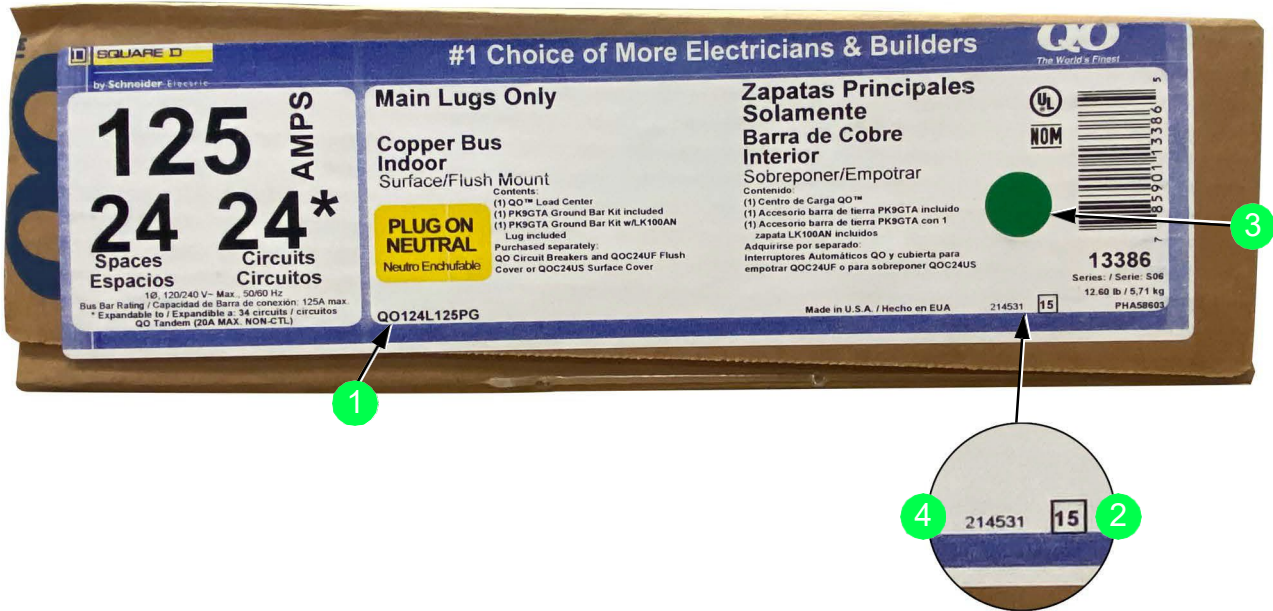 SQUARE D
by Schneider Electric
#1 Choice of More Electricians & Builders
QO
The World's Finest
125 AMPS
24 24*
Spaces Circuits
Espacios Circuitos
1Ø, 120/240 V~ Max., 50/60 Hz
Bus Bar Rating / Capacidad de Barra de conexión: 125A max.
* Expandable to / Expandible a: 34 circuits / circuitos
QO Tandem (20A MAX. NON-CTL)
Main Lugs Only
Copper Bus
Indoor
Surface/Flush Mount
PLUG ON
NEUTRAL
Neutro Enchufable
Contents:
(1) QO™ Load Center
(1) PK9GTA Ground Bar Kit included
(1) PK9GTA Ground Bar Kit w/LK100AN
Lug included
Purchased separately:
QO Circuit Breakers and QOC24UF Flush
Cover or QOC24US Surface Cover
QO124L125PG
Zapatas Principales
Solamente
Barra de Cobre
Interior
Sobreponer/Empotrar
Contenido:
(1) Centro de Carga QO™
(1) Accesorio barra de tierra PK9GTA incluido
(1) Accesorio barra de tierra PK9GTA con 1
zapata LK100AN incluidos
Adquirirse por separado:
Interruptores Automáticos QO y cubierta para
empotrar QOC24UF o para sobreponer QOC24US
Made in U.S.A. / Hecho en EUA
214531 15
UL
NOM
7 85901 13386 5
13386
Series: / Serie: S06
12.60 lb / 5,71 kg
PHA58603
1
3
4 214531 15 2